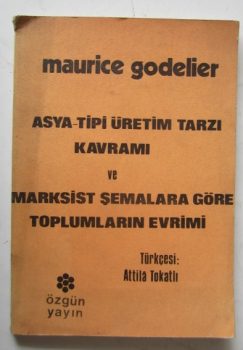 maurice godelier
ASYA-TİPİ ÜRETİM TARZI
KAVRAMI
ve
MARKSİST ŞEMALARA GÖRE
TOPLUMLARIN EVRİMİ
Türkçesi:
Attilâ Tokatlı
özgün
yayın